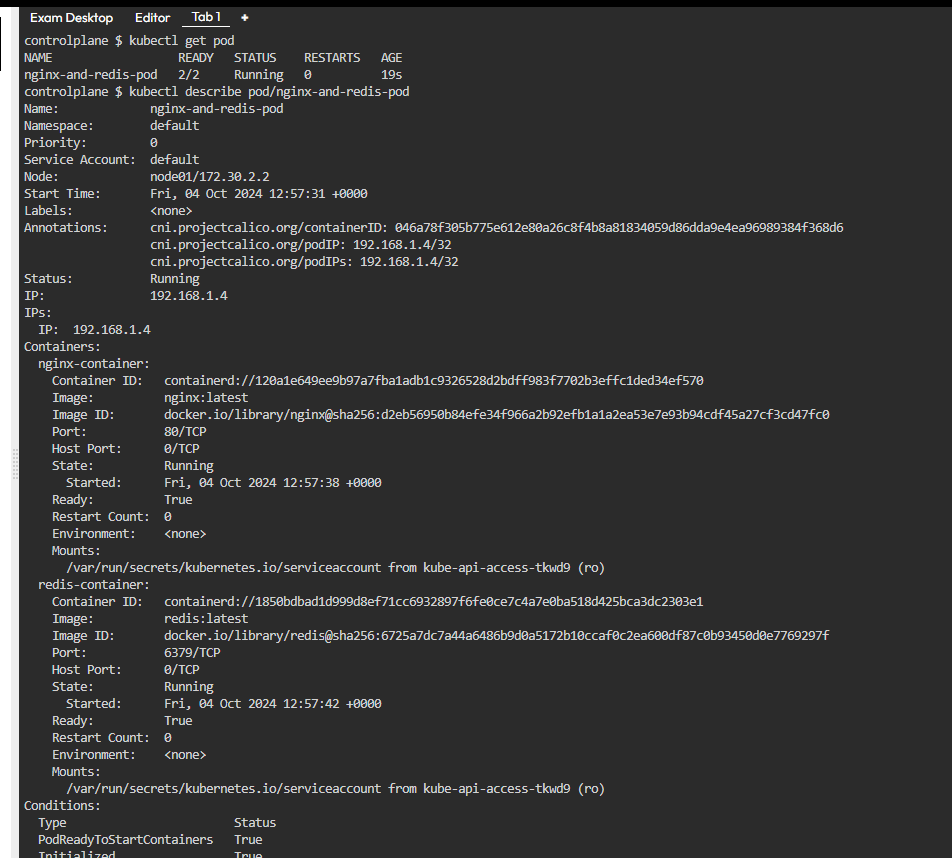 Exam Desktop Editor Tab 1 +
controlplane $ kubectl get pod
NAME READY STATUS RESTARTS AGE
nginx-and-redis-pod 2/2 Running 0 19s
controlplane $ kubectl describe pod/nginx-and-redis-pod
Name: nginx-and-redis-pod
Namespace: default
Priority: 0
Service Account: default
Node: node01/172.30.2.2
Start Time: Fri, 04 Oct 2024 12:57:31 +0000
Labels: <none>
Annotations: cni.projectcalico.org/containerID: 046a78f305b775e612e80a26c8f4b8a81834059d86dda9e4ea96989384f368d6
cni.projectcalico.org/podIP: 192.168.1.4/32
cni.projectcalico.org/podIPs: 192.168.1.4/32
Status: Running
IP: 192.168.1.4
IPs:
IP: 192.168.1.4
Containers:
nginx-container:
Container ID: containerd://120a1e649ee9b97a7fba1adb1c9326528d2bdff983f7702b3effc1ded34ef570
Image: nginx:latest
Image ID: docker.io/library/nginx@sha256:d2eb56950b84efe34f966a2b92efb1a1a2ea53e7e93b94cdf45a27cf3cd47fc0
Port: 80/TCP
Host Port: 0/TCP
State: Running
Started: Fri, 04 Oct 2024 12:57:38 +0000
Ready: True
Restart Count: 0
Environment: <none>
Mounts:
/var/run/secrets/kubernetes.io/serviceaccount from kube-api-access-tkwd9 (ro)
redis-container:
Container ID: containerd://1850bdbad1d999d8ef71cc6932897f6fe0ce7c4a7e0ba518d425bca3dc2303e1
Image: redis:latest
Image ID: docker.io/library/redis@sha256:6725a7dc7a44a6486b9d0a5172b10ccaf0c2ea600df87c0b93450d0e7769297f
Port: 6379/TCP
Host Port: 0/TCP
State: Running
Started: Fri, 04 Oct 2024 12:57:42 +0000
Ready: True
Restart Count: 0
Environment: <none>
Mounts:
/var/run/secrets/kubernetes.io/serviceaccount from kube-api-access-tkwd9 (ro)
Conditions:
Type Status
PodReadyToStartContainers True
Initialized True